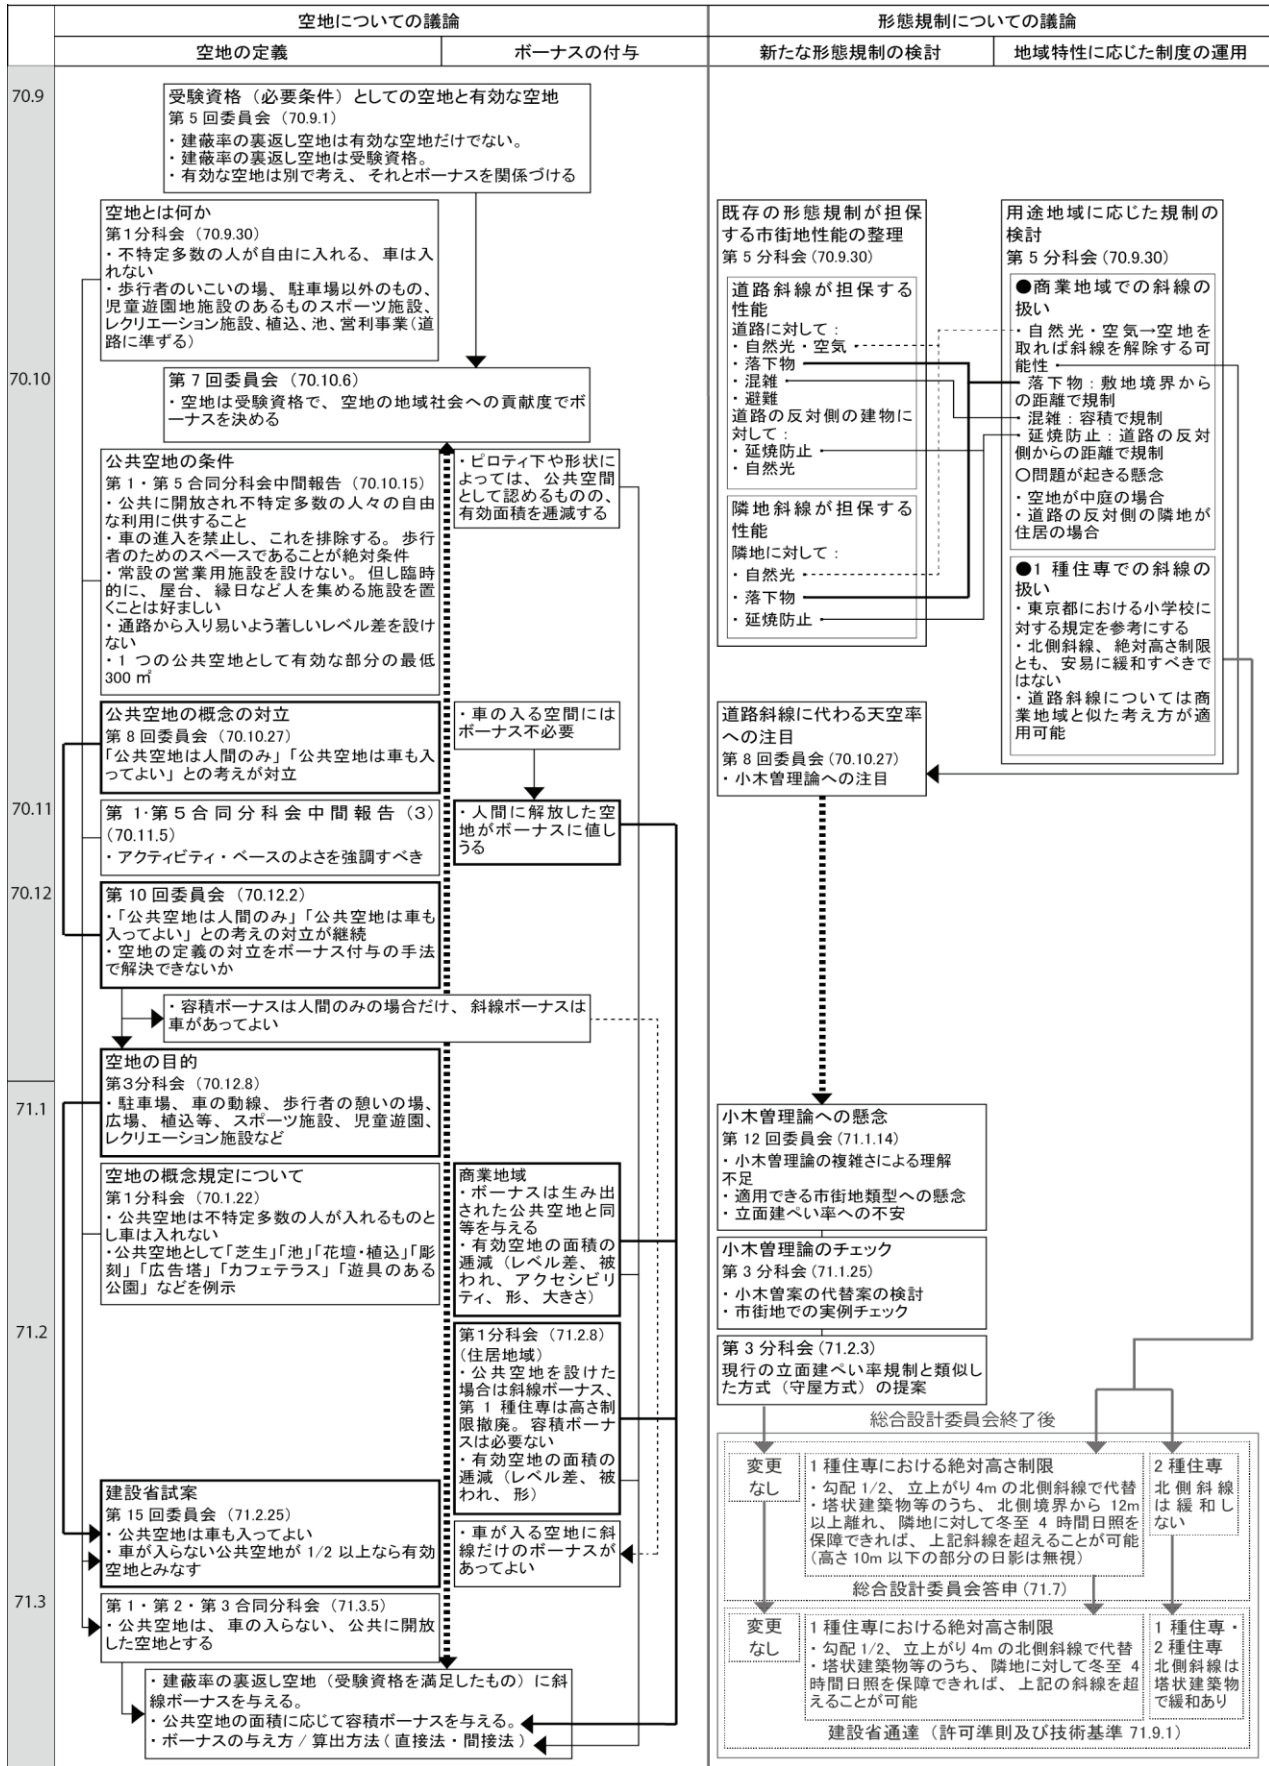 空地についての議論
形態規制についての議論
空地の定義
ボーナスの付与
新たな形態規制の検討
地域特性に応じた制度の運用
70.9
70.10
70.11
70.12
71.1
71.2
71.3
受験資格（必要条件）としての空地と有効な空地
第 5 回委員会（70.9.1）
・建蔽率の裏返し空地は有効な空地だけでない。
・建蔽率の裏返し空地は受験資格。
・有効な空地は別で考え、それとボーナスを関係づける
空地とは何か
第1分科会（70.9.30）
・不特定多数の人が自由に入れる、車は入
れない
・歩行者のいこいの場、駐車場以外のもの、
児童遊園地施設のあるものスポーツ施設、
レクリエーション施設、植込、池、営利事業（道
路に準ずる）
第 7 回委員会（70.10.6）
・空地は受験資格で、空地の地域社会への貢献度でボ
ーナスを決める
公共空地の条件
第 1・第 5 合同分科会中間報告（70.10.15）
・公共に開放され不特定多数の人々の自由
な利用に供すること
・車の進入を禁止し、これを排除する。歩行
者のためのスペースであることが絶対条件
・常設の営業用施設を設けない。但し臨時
的に、屋台、縁日など人を集める施設を置
くことは好ましい
・通路から入り易いよう著しいレベル差を設け
ない
・1 つの公共空地として有効な部分の最低
300 ㎡
・ピロティ下や形状に
よっては、公共空間
として認めるものの、
有効面積を逓減する
公共空地の概念の対立
第 8 回委員会（70.10.27）
「公共空地は人間のみ」「公共空地は車も入
ってよい」との考えが対立
・車の入る空間には
ボーナス不必要
第 1・第 5 合同分科会中間報告（3）
（70.11.5）
・アクティビティ・ベースのよさを強調すべき
・人間に解放した空
地がボーナスに値し
うる
第 10 回委員会（70.12.2）
・「公共空地は人間のみ」「公共空地は車も
入ってよい」との考えの対立が継続
・空地の定義の対立をボーナス付与の手法
で解決できないか
・容積ボーナスは人間のみの場合だけ、斜線ボーナスは
車があってよい
空地の目的
第3分科会（70.12.8）
・駐車場、車の動線、歩行者の憩いの場、
広場、植込等、スポーツ施設、児童遊園、
レクリエーション施設など
空地の概念規定について
第1分科会（70.1.22）
・公共空地は不特定多数の人が入れるものと
し車は入れない
・公共空地として「芝生」「池」「花壇・植込」「彫
刻」「広告塔」「カフェテラス」「遊具のある
公園」などを例示
商業地域
・ボーナスは生み出
された公共空地と同
等を与える
・有効空地の面積の
逓減（レベル差、被
われ、アクセシビリ
ティ、形、大きさ）
第1分科会（71.2.8）
（住居地域）
・公共空地を設けた
場合は斜線ボーナス、
第 1 種住専は高さ制
限撤廃。容積ボーナ
スは必要ない
・有効空地の面積の
逓減（レベル差、被
われ、形）
建設省試案
第 15 回委員会（71.2.25）
・公共空地は車も入ってよい
・車が入らない公共空地が 1/2 以上なら有効
空地とみなす
・車が入る空地に斜
線だけのボーナスが
あってよい
第 1・第 2・第 3 合同分科会（71.3.5）
・公共空地は、車の入らない、公共に開放
した空地とする
・建蔽率の裏返し空地（受験資格を満足したもの）に斜
線ボーナスを与える。
・公共空地の面積に応じて容積ボーナスを与える。
・ボーナスの与え方 / 算出方法（直接法・間接法）
既存の形態規制が担保
する市街地性能の整理
第 5 分科会（70.9.30）
道路斜線が担保する
性能
道路に対して：
・自然光・空気
・落下物
・混雑
・避難
道路の反対側の建物に
対して：
・延焼防止
・自然光
隣地斜線が担保する
性能
隣地に対して：
・自然光
・落下物
・延焼防止
用途地域に応じた規制の
検討
第 5 分科会（70.9.30）
●商業地域での斜線の
扱い
・自然光・空気→空地を
取れば斜線を解除する可
能性
・落下物：敷地境界から
の距離で規制
・混雑：容積で規制
・延焼防止：道路の反対
側からの距離で規制
○問題が起きる懸念
・空地が中庭の場合
・道路の反対側の隣地が
住居の場合
●1 種住専での斜線の
扱い
・東京都における小学校に
対する規定を参考にする
・北側斜線、絶対高さ制限
とも、安易に緩和すべきで
はない
・道路斜線については商
業地域と似た考え方が適
用可能
道路斜線に代わる天空率
への注目
第 8 回委員会（70.10.27）
・小木曽理論への注目
小木曽理論への懸念
第 12 回委員会（71.1.14）
・小木曽理論の複雑さによる理解
不足
・適用できる市街地類型への懸念
・立面建ぺい率への不安
小木曽理論のチェック
第 3 分科会（71.1.25）
・小木曽案の代替案の検討
・市街地での実例チェック
第 3 分科会（71.2.3）
現行の立面建ぺい率規制と類似し
た方式（守屋方式）の提案
総合設計委員会終了後
変更
なし
1 種住専における絶対高さ制限
・勾配 1/2、立上がり 4m の北側斜線で代替
・塔状建築物等のうち、北側境界から 12m
以上離れ、隣地に対して冬至 4 時間日照を
保障できれば、上記斜線を超えることが可能
（高さ 10m 以下の部分の日影は無視）
2 種住専
北側斜線
は緩和し
ない
総合設計委員会答申（71.7）
変更
なし
1 種住専における絶対高さ制限
・勾配 1/2、立上がり 4m の北側斜線で代替
・塔状建築物等のうち、隣地に対して冬至 4
時間日照を保障できれば、上記の斜線を超
えることが可能
1 種住専・
2 種住専
北側斜線は
塔状建築物
で緩和あり
建設省通達（許可準則及び技術基準 71.9.1）